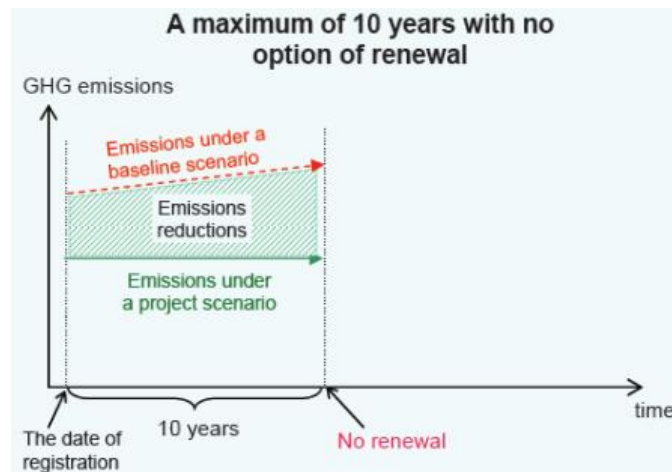 A maximum of 10 years with no
option of renewal
GHG emissions
Emissions under a
baseline scenario
Emissions
reductions
Emissions under
a project scenario
time
The date of
registration
10 years
No renewal